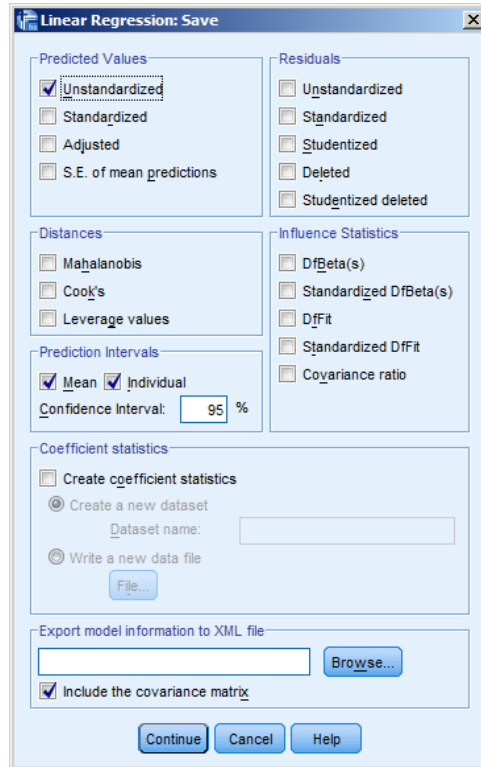 Linear Regression: Save
Predicted Values
Unstandardized
Standardized
Adjusted
S.E. of mean predictions
Residuals
Unstandardized
Standardized
Studentized
Deleted
Studentized deleted
Distances
Mahalanobis
Cook's
Leverage values
Influence Statistics
DfBeta(s)
Standardized DfBeta(s)
DfFit
Standardized DfFit
Covariance ratio
Prediction Intervals
Mean Individual
Confidence Interval: 95 %
Coefficient statistics
Create coefficient statistics
Create a new dataset
Dataset name:
Write a new data file
File...
Export model information to XML file
Browse...
Include the covariance matrix
Continue Cancel Help